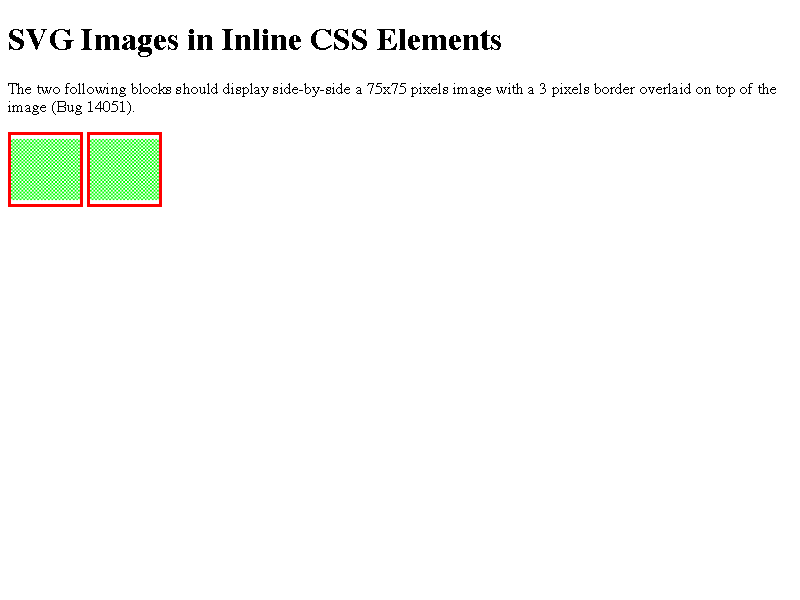 SVG Images in Inline CSS Elements
The two following blocks should display side-by-side a 75x75 pixels image with a 3 pixels border overlaid on top of the
image (Bug 14051).